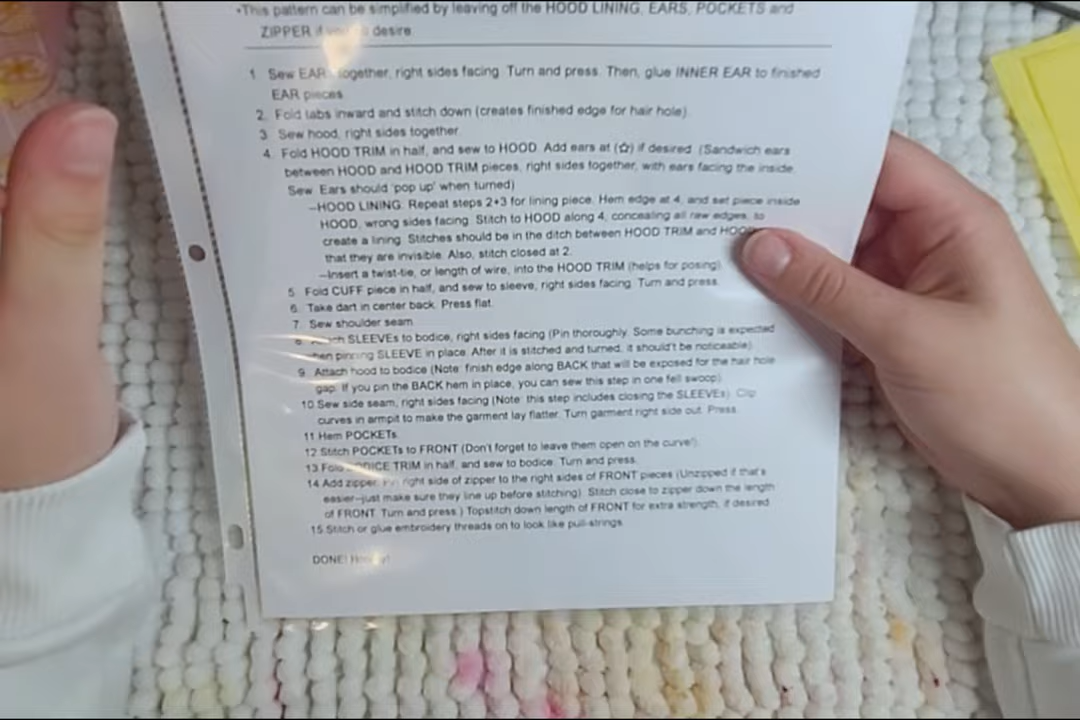 •This pattern can be simplified by leaving off the HOOD LINING, EARS, POCKETS and
ZIPPER if desire.
1. Sew EAR together, right sides facing. Turn and press. Then, glue INNER EAR to finished
EAR pieces.
2. Fold tabs inward and stitch down (creates finished edge for hair hole).
3. Sew hood, right sides together.
4. Fold HOOD TRIM in half, and sew to HOOD. Add ears at (☆) if desired. (Sandwich ears
between HOOD and HOOD TRIM pieces, right sides together, with ears facing the inside.
Sew. Ears should 'pop up' when turned)
–HOOD LINING: Repeat steps 2+3 for lining piece. Hem edge at 4, and set piece inside
HOOD, wrong sides facing. Stitch to HOOD along 4, concealing all raw edges, to
create a lining. Stitches should be in the ditch between HOOD TRIM and HOOD
that they are invisible. Also, stitch closed at 2.
–Insert a twist-tie, or length of wire, into the HOOD TRIM (helps for posing).
5. Fold CUFF piece in half, and sew to sleeve, right sides facing. Turn and press.
6. Take dart in center back. Press flat.
7. Sew shoulder seam.
8. SLEEVEs to bodice, right sides facing (Pin thoroughly. Some bunching is expected
when pinning SLEEVE in place. After it is stitched and turned, it should't be noticeable).
9. Attach hood to bodice (Note: finish edge along BACK that will be exposed for the hair hole
gap. If you pin the BACK hem in place, you can sew this step in one fell swoop).
10. Sew side seam, right sides facing (Note: this step includes closing the SLEEVEs). Clip
curves in armpit to make the garment lay flatter. Turn garment right side out. Press.
11. Hem POCKETs.
12. Stitch POCKETs to FRONT (Don't forget to leave them open on the curve!).
13. Fold BODICE TRIM in half, and sew to bodice. Turn and press.
14. Add zipper. right side of zipper to the right sides of FRONT pieces (Unzipped if that's
easier–just make sure they line up before stitching). Stitch close to zipper down the length
of FRONT. Turn and press.) Topstitch down length of FRONT for extra strength, if desired.
15. Stitch or glue embroidery threads on to look like pull-strings.
DONE!